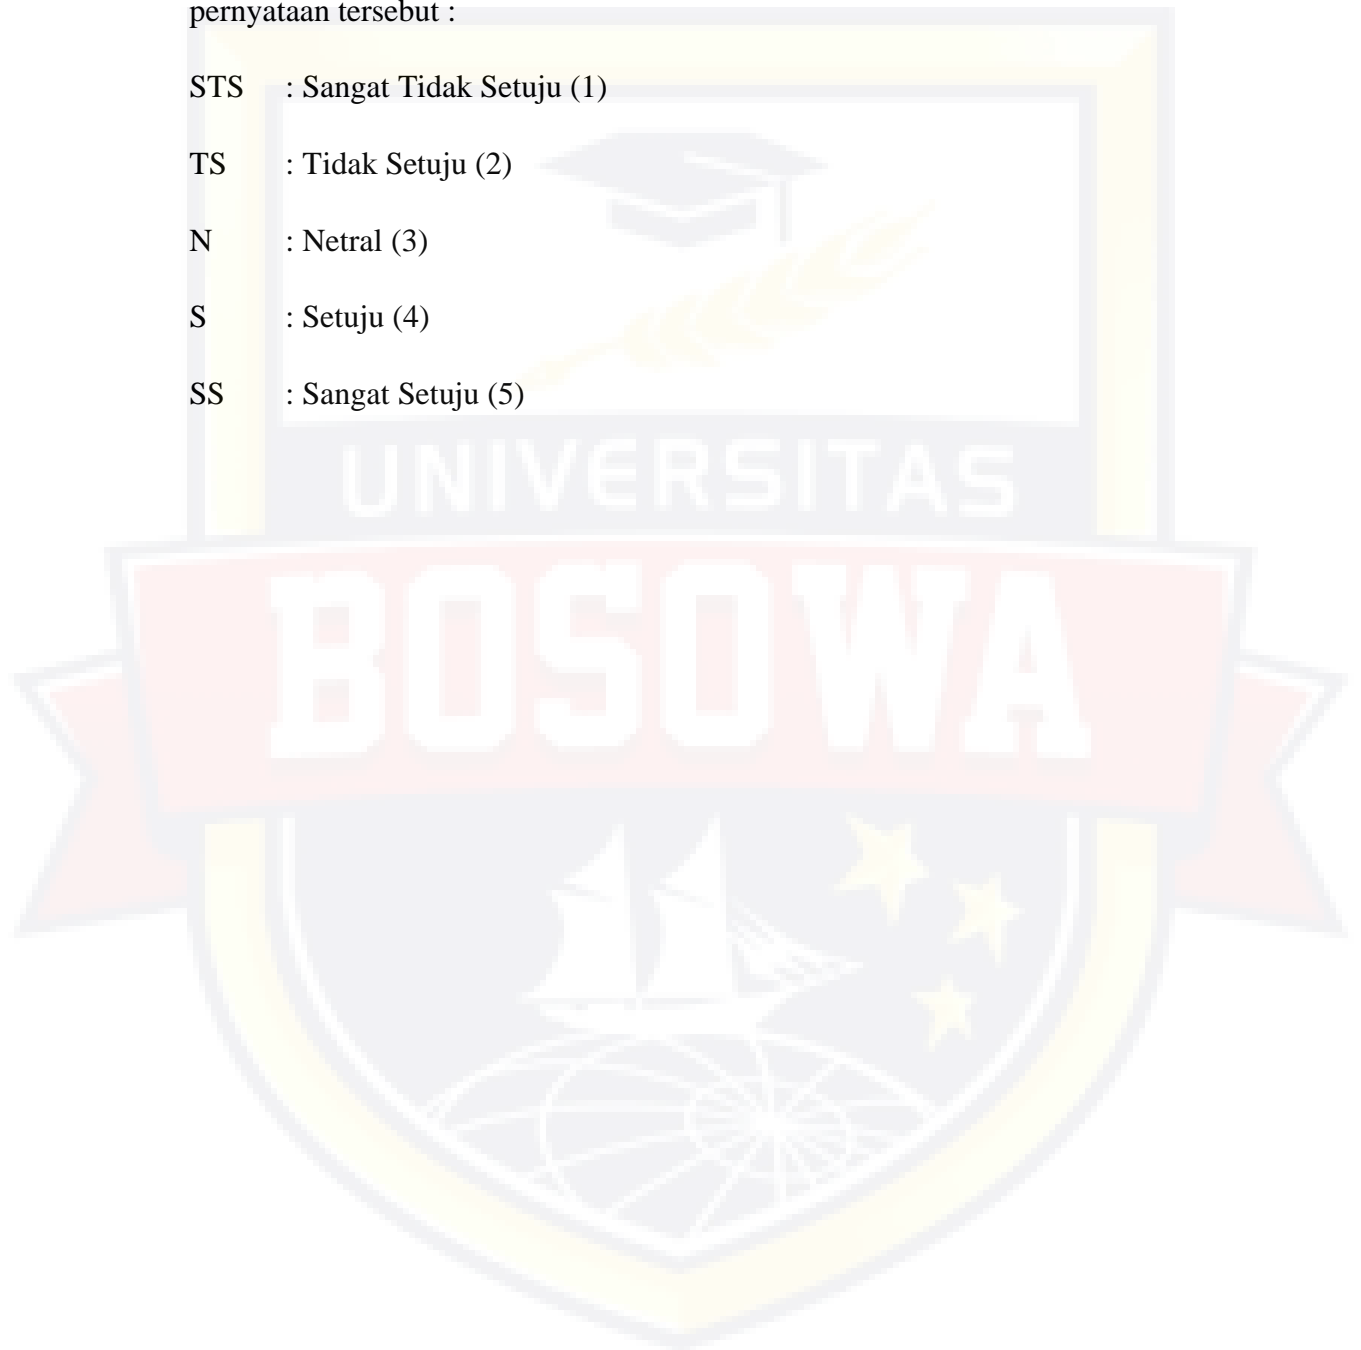 pernyataan tersebut :
STS : Sangat Tidak Setuju (1)
TS : Tidak Setuju (2)
N : Netral (3)
S : Setuju (4)
SS : Sangat Setuju (5)
UNIVERSITAS
BOSOWA